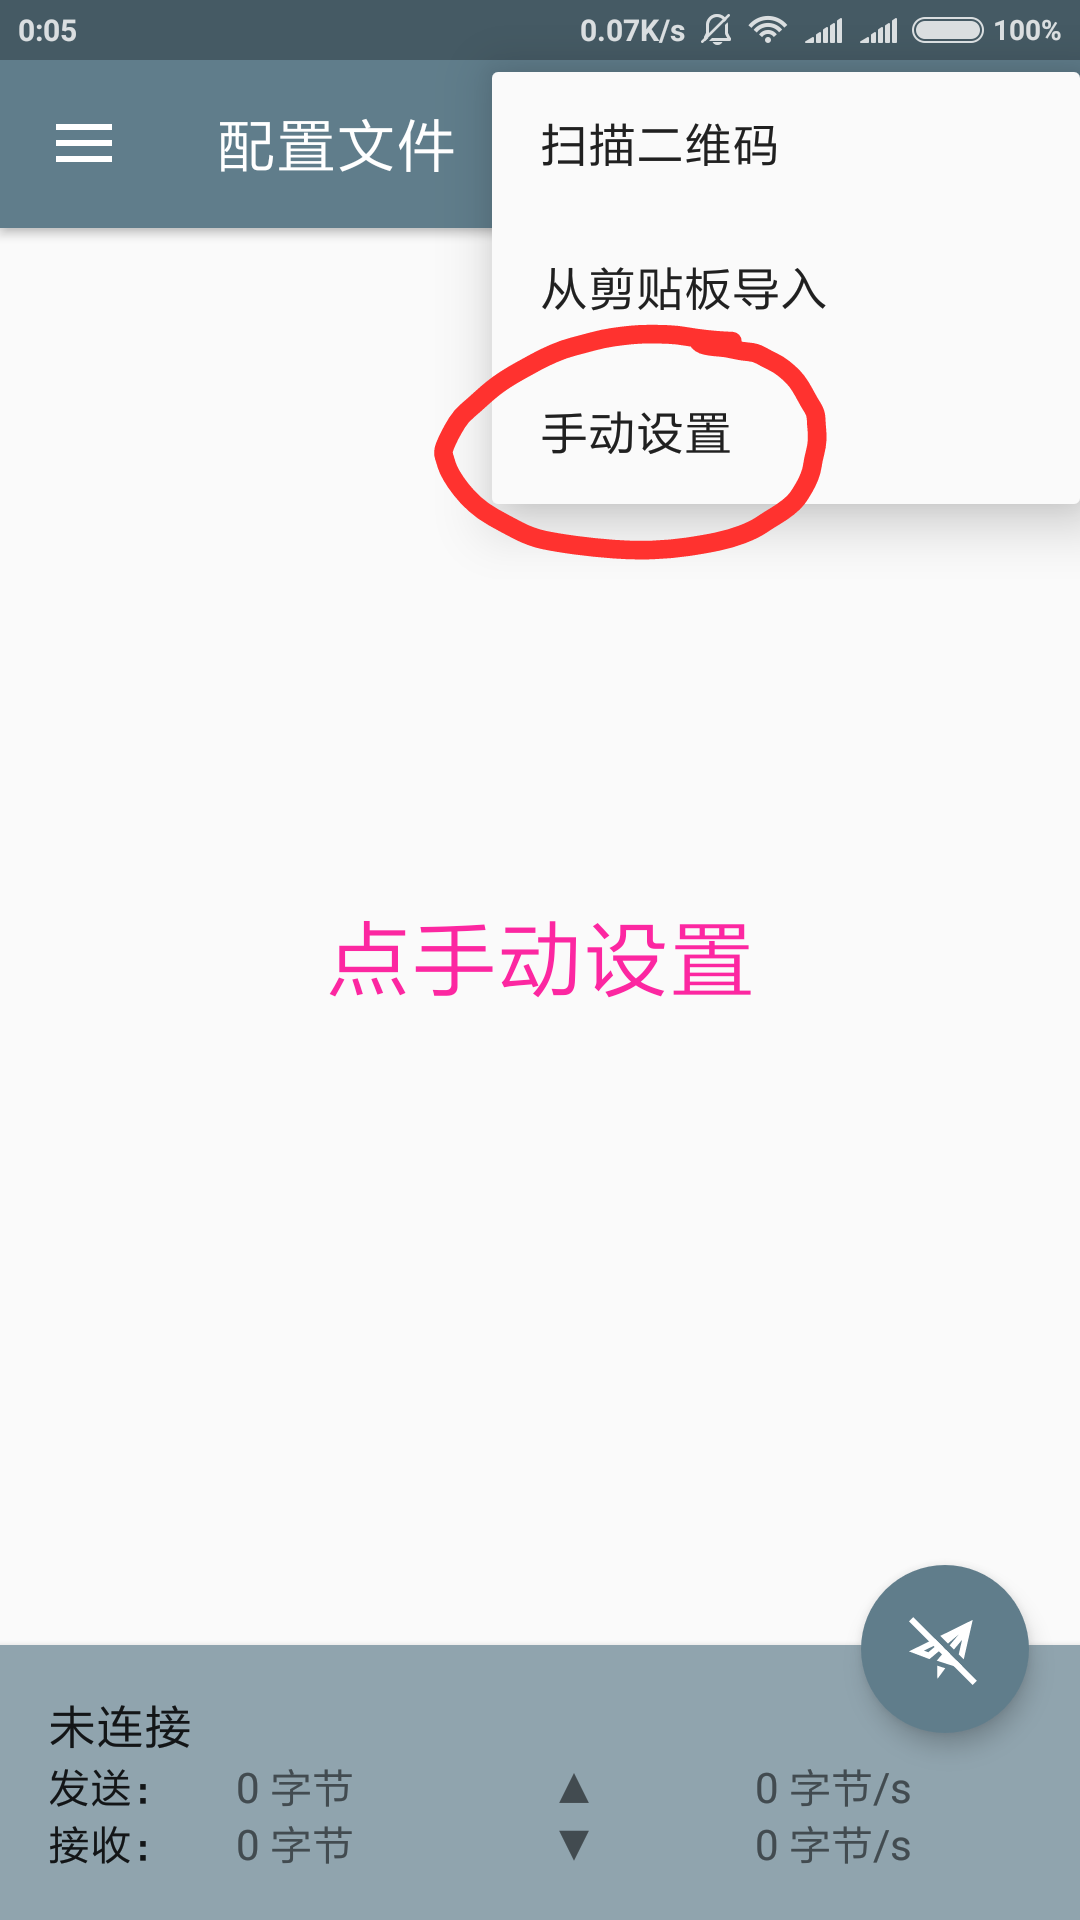 0:05 0.07K/s 100%
配置文件
扫描二维码
从剪贴板导入
手动设置
点手动设置
未连接
发送: 0 字节 ▲ 0 字节/s
接收: 0 字节 ▼ 0 字节/s